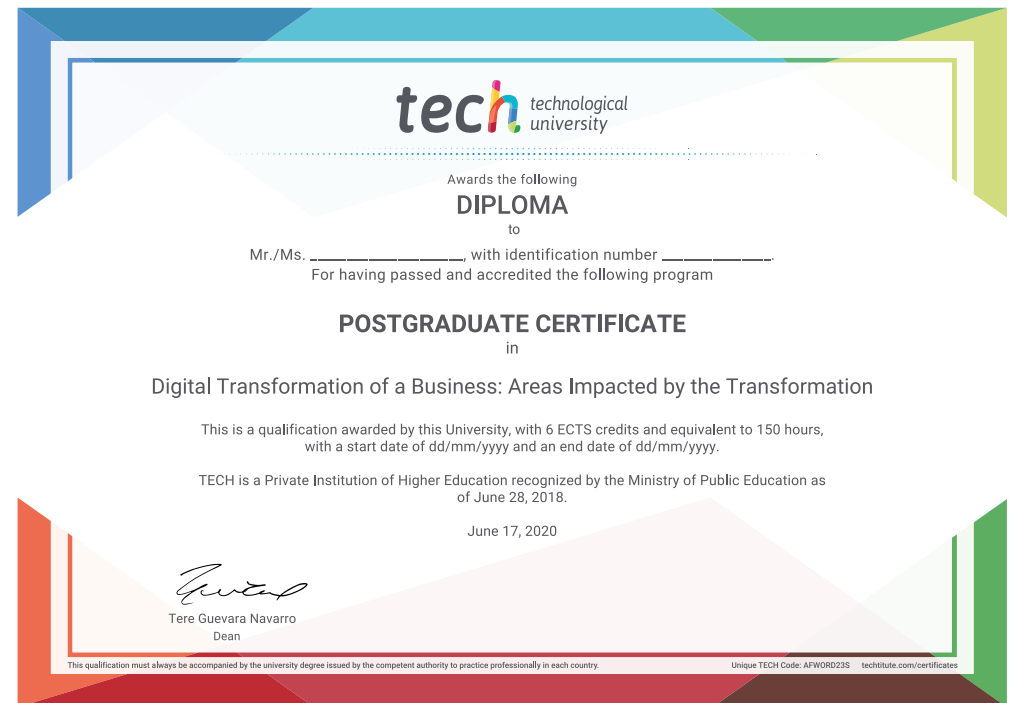 tech technological
university
Awards the following
DIPLOMA
to
Mr./Ms. ________________, with identification number ____________.
For having passed and accredited the following program
POSTGRADUATE CERTIFICATE
in
Digital Transformation of a Business: Areas Impacted by the Transformation
This is a qualification awarded by this University, with 6 ECTS credits and equivalent to 150 hours,
with a start date of dd/mm/yyyy and an end date of dd/mm/yyyy.
TECH is a Private Institution of Higher Education recognized by the Ministry of Public Education as
of June 28, 2018.
June 17, 2020
Tere Guevara Navarro
Dean
This qualification must always be accompanied by the university degree issued by the competent authority to practice professionally in each country.
Unique TECH Code: AFWORD23S techtitute.com/certificates